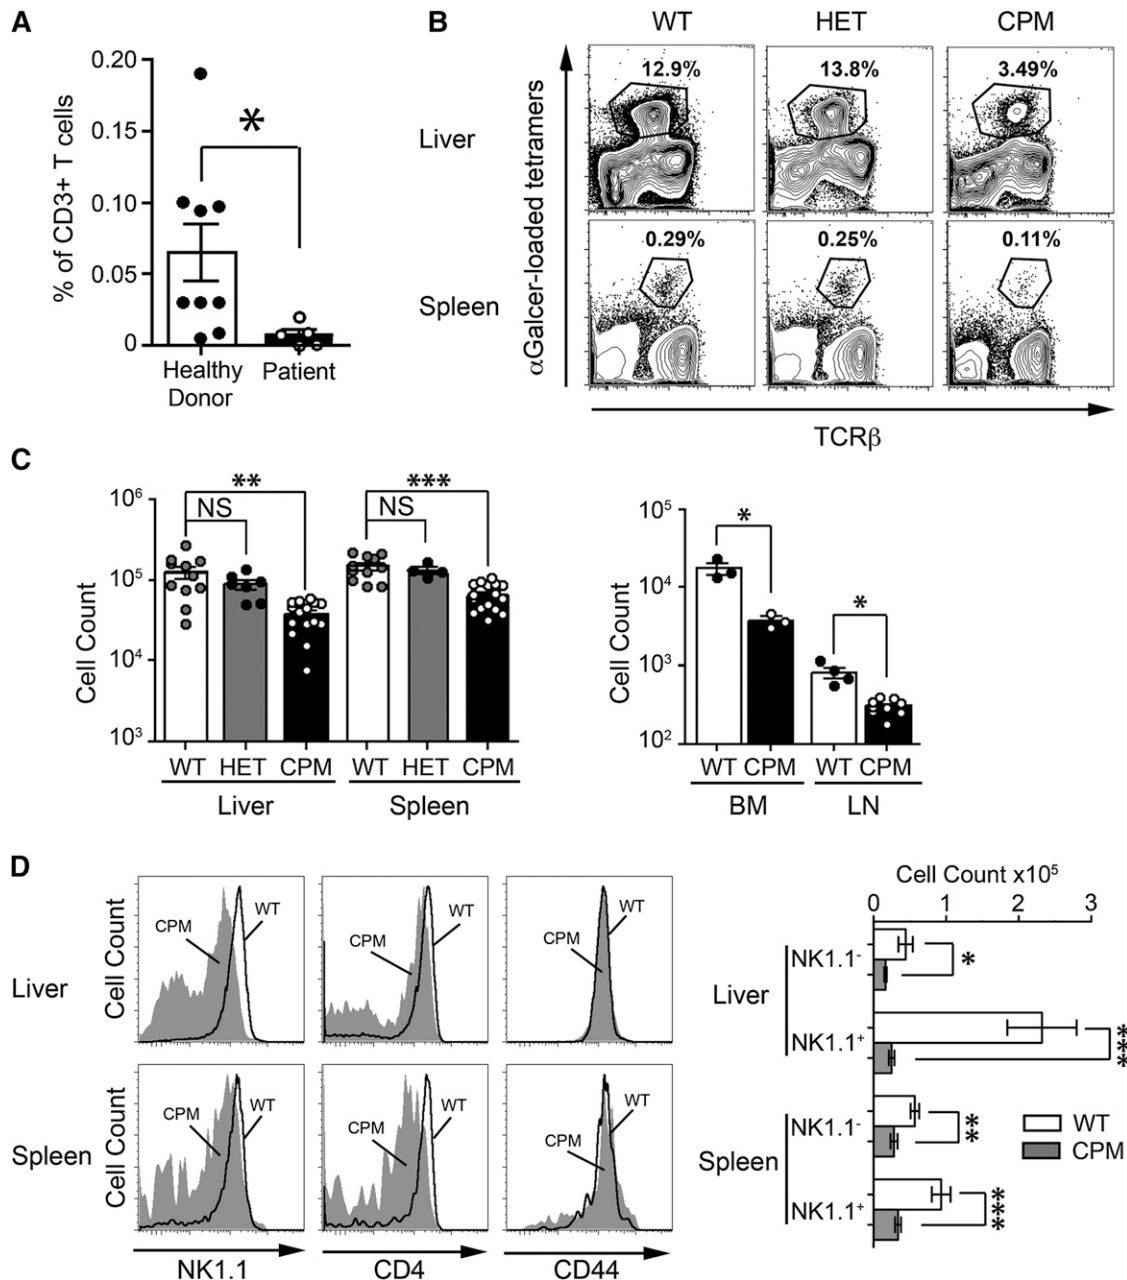 A
% of CD3+ T cells
0.20
0.15
0.10
0.05
0
*
Healthy
Donor
Patient
B
WT
HET
CPM
αGalcer-loaded tetramers
Liver
12.9%
13.8%
3.49%
Spleen
0.29%
0.25%
0.11%
TCRβ
C
Cell Count
10⁶
10⁵
10⁴
10³
**
NS
***
NS
WT HET CPM WT HET CPM
Liver Spleen
Cell Count
10⁵
10⁴
10³
10²
*
*
WT CPM WT CPM
BM LN
D
Liver
Cell Count
CPM
WT
CPM
WT
CPM
WT
Spleen
Cell Count
CPM
WT
CPM
WT
CPM
WT
NK1.1
CD4
CD44
Cell Count x10⁵
0 1 2 3
Liver
NK1.1⁻
*
NK1.1⁺
***
Spleen
NK1.1⁻
**
NK1.1⁺
***
WT
CPM